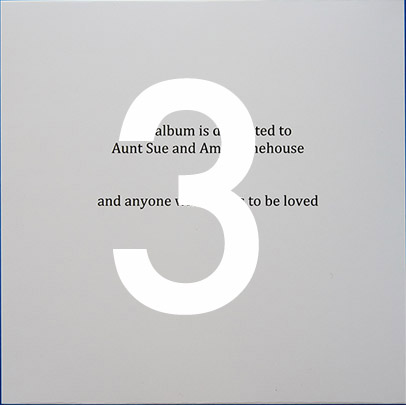 album is
to
Aunt Sue and
and anyone
to be loved
3